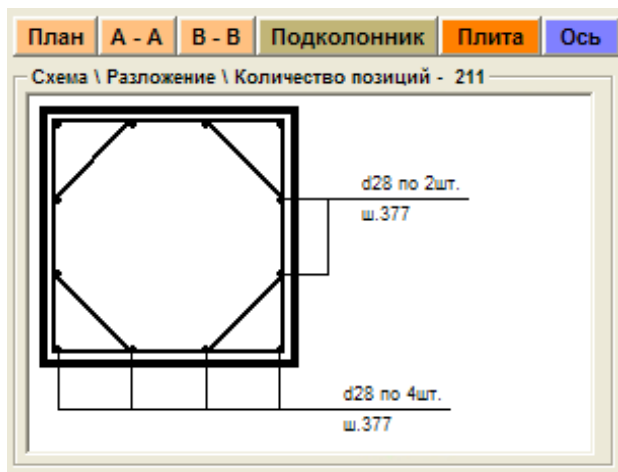 План A - A B - B Подколонник Плита Ось
Схема \ Разложение \ Количество позиций - 211
d28 по 2шт.
ш.377
d28 по 4шт.
ш.377